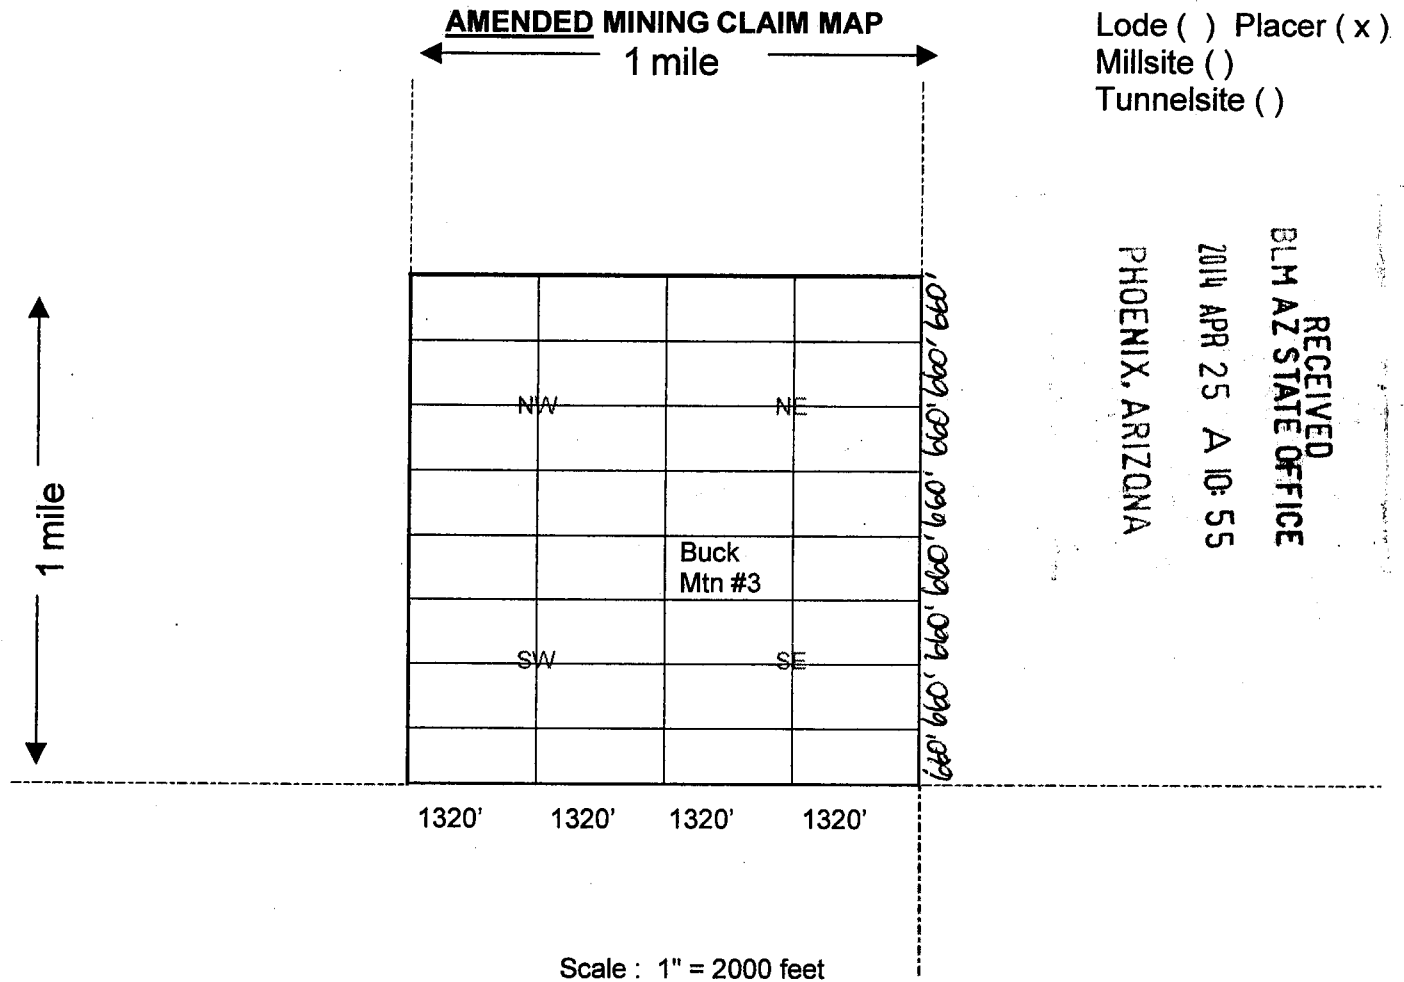 AMENDED MINING CLAIM MAP
1 mile
Lode ( ) Placer ( x )
Millsite ( )
Tunnelsite ( )
RECEIVED
BLM AZ STATE OFFICE
2014 APR 25 A 10:55
PHOENIX, ARIZONA
1 mile
NW
NE
Buck
Mtn #3
SW
SE
660' 660' 660' 660' 660' 660' 660' 660'
1320' 1320' 1320' 1320'
Scale : 1" = 2000 feet